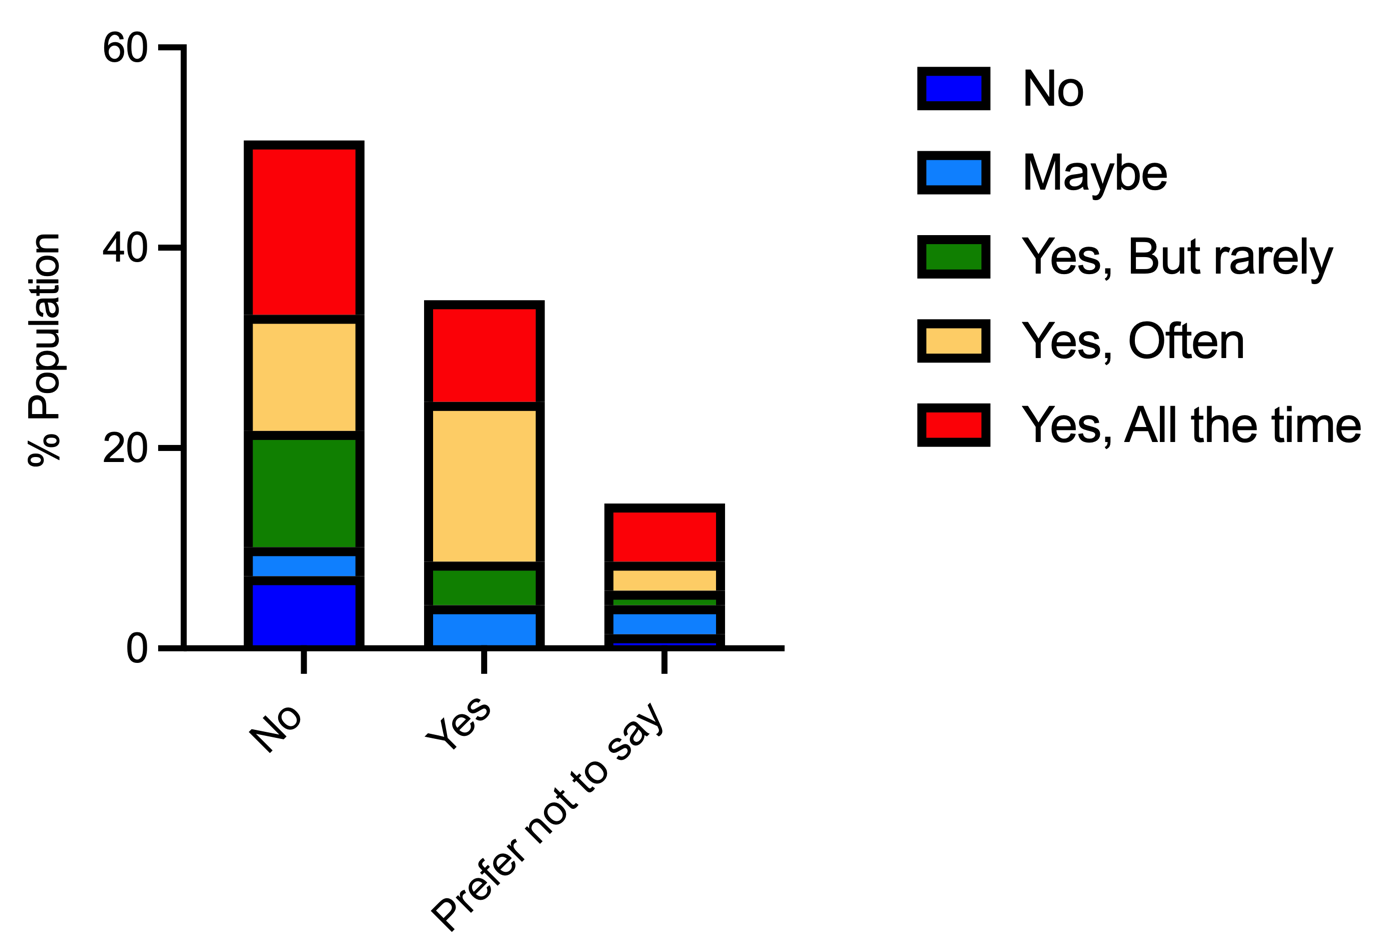 60
40
20
0
% Population
No
Yes
Prefer not to say
No
Maybe
Yes, But rarely
Yes, Often
Yes, All the time